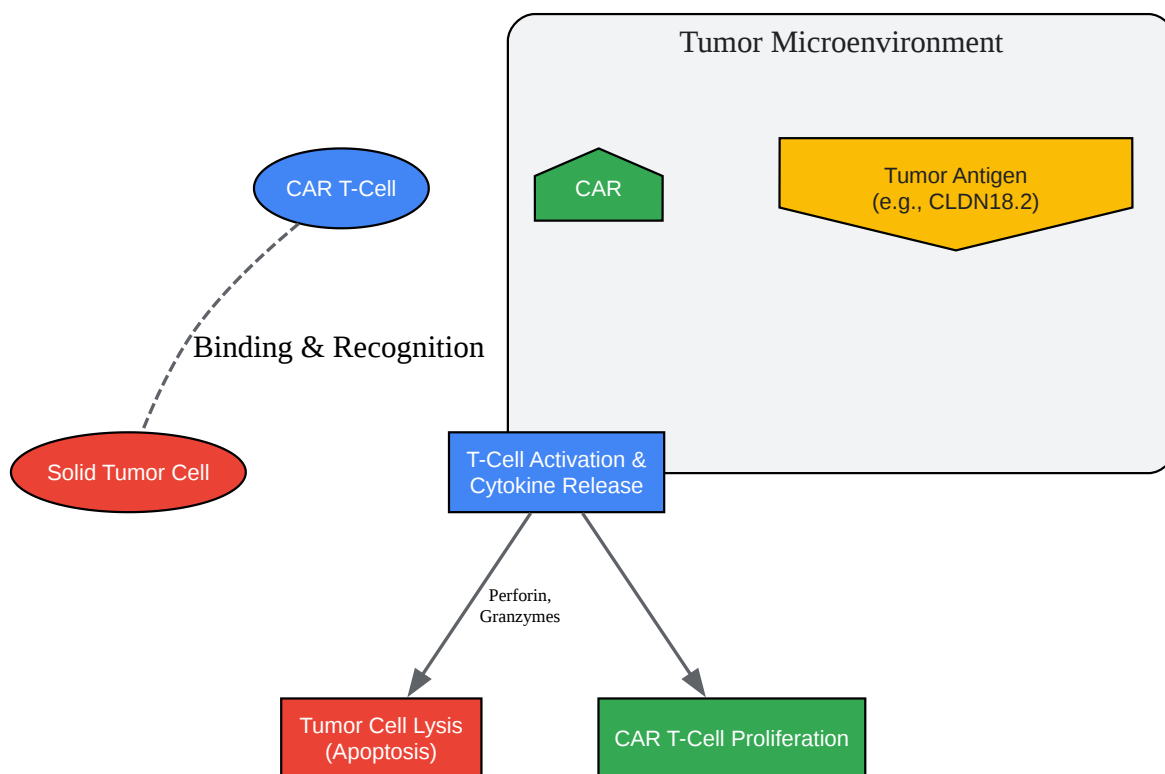 Tumor Microenvironment
CAR T-Cell
CAR
Tumor Antigen
(e.g., CLDN18.2)
Binding & Recognition
Solid Tumor Cell
T-Cell Activation &
Cytokine Release
Perforin,
Granzymes
Tumor Cell Lysis
(Apoptosis)
CAR T-Cell Proliferation